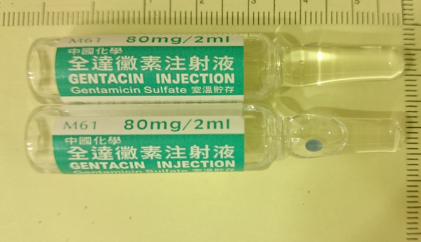 M61 80mg/2ml
中國化學
全達黴素注射液
GENTACIN INJECTION
Gentamicin Sulfate 室溫貯存
M61 80mg/2ml
中國化學
全達黴素注射液
GENTACIN INJECTION
Gentamicin Sulfate 室溫貯存